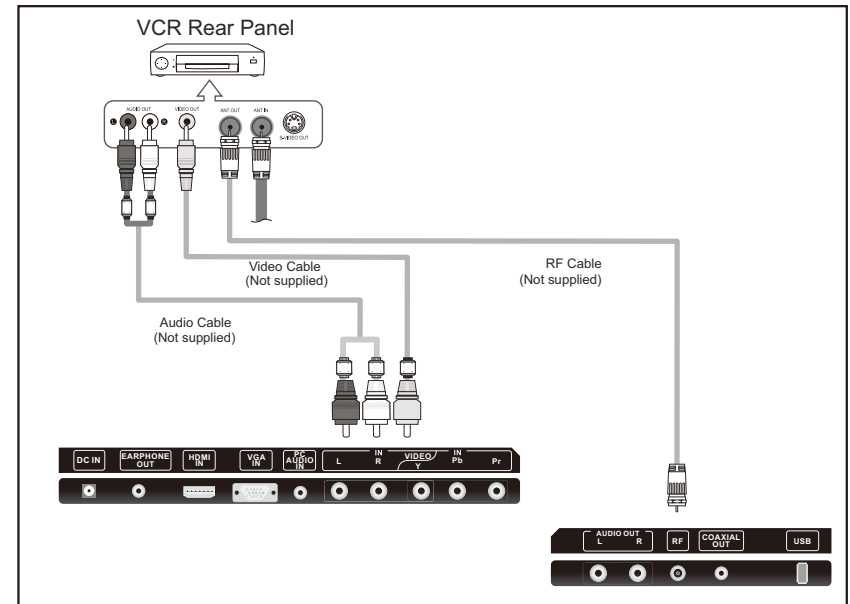 VCR Rear Panel
AUDIO OUT VIDEO OUT ANT OUT ANT IN
S-VIDEO OUT
Video Cable
(Not supplied)
RF Cable
(Not supplied)
Audio Cable
(Not supplied)
DC IN
EARPHONE
OUT
HDMI
IN
VGA
IN
PC
AUDIO
IN
IN VIDEO IN
L R Y Pb Pr
AUDIO OUT
L R
RF
COAXIAL
OUT
USB